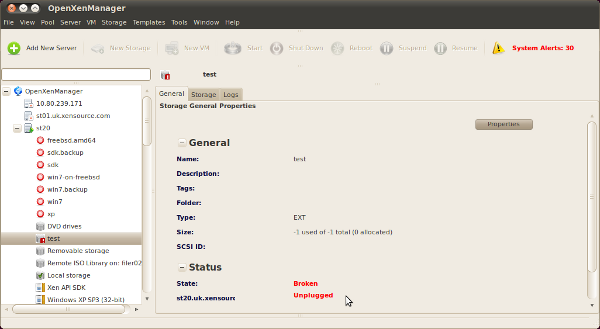 OpenXenManager
File View Pool Server VM Storage Templates Tools Window Help
Add New Server New Storage New VM Start Shut Down Reboot Suspend Resume System Alerts: 30
test
OpenXenManager
10.80.239.171
st01.uk.xensource.com
st20
freebsd.amd64
sdk.backup
sdk
win7-on-freebsd
win7.backup
win7
xp
DVD drives
test
Removable storage
Remote ISO Library on: filer02
Local storage
Xen API SDK
Windows XP SP3 (32-bit)
General Storage Logs
Storage General Properties
Properties
General
Name: test
Description:
Tags:
Folder:
Type: EXT
Size: -1 used of -1 total (0 allocated)
SCSI ID:
Status
State: Broken
st20.uk.xensourc Unplugged